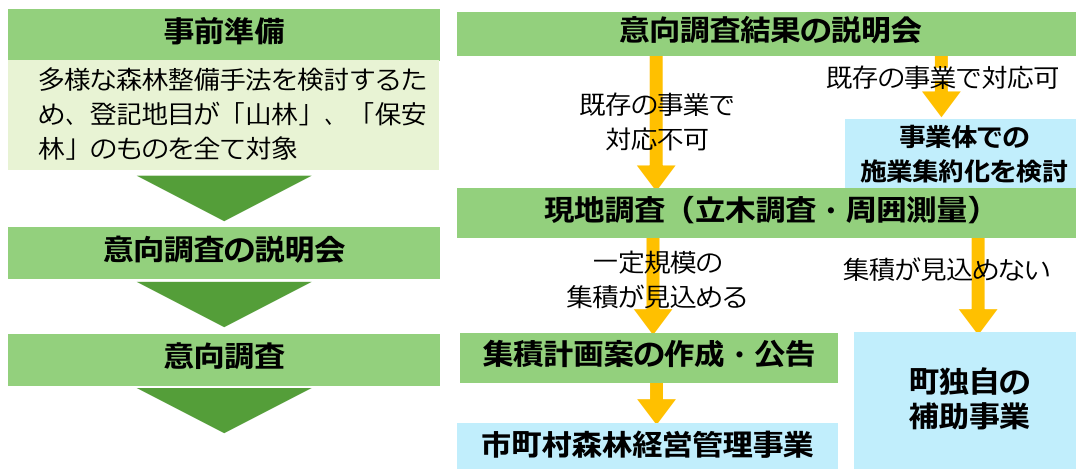 事前準備
多様な森林整備手法を検討するた
め、登記地目が「山林」、「保安
林」のものを全て対象
意向調査の説明会
意向調査
意向調査結果の説明会
既存の事業で
対応不可
既存の事業で対応可
事業体での
施業集約化を検討
現地調査（立木調査・周囲測量）
一定規模の
集積が見込める
集積が見込めない
集積計画案の作成・公告
町独自の
補助事業
市町村森林経営管理事業